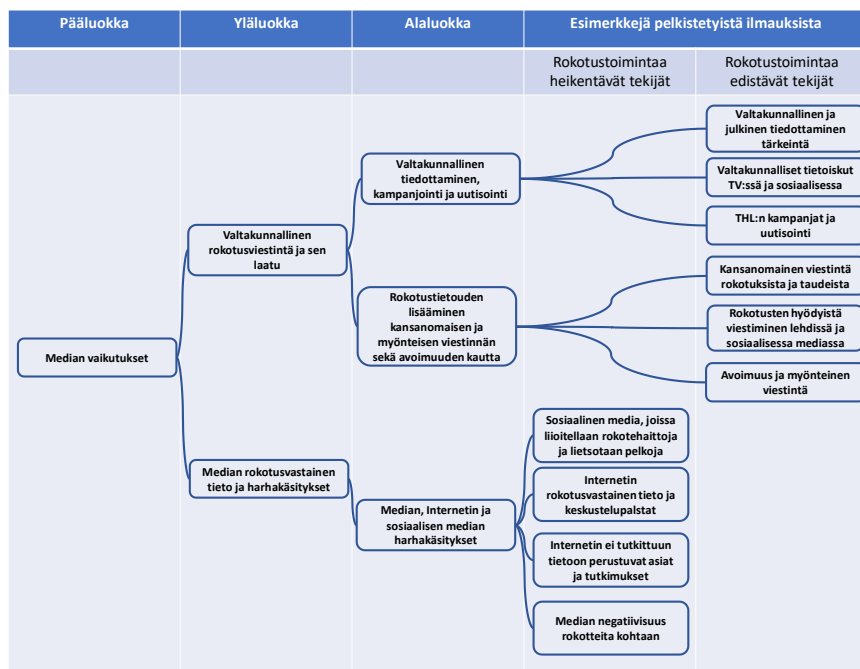 Pääluokka
Yläluokka
Alaluokka
Esimerkkejä pelkistetyistä ilmauksista
Rokotustoimintaa
heikentävät tekijät
Rokotustoimintaa
edistävät tekijät
Median vaikutukset
Valtakunnallinen
rokotusviestintä ja sen
laatu
Median rokotusvastainen
tieto ja harhakäsitykset
Valtakunnallinen
tiedottaminen,
kampanjointi ja uutisointi
Rokotustietouden
lisääminen
kansanomaisen ja
myönteisen viestinnän
sekä avoimuuden kautta
Median, Internetin ja
sosiaalisen median
harhakäsitykset
Valtakunnallinen ja
julkinen tiedottaminen
tärkeintä
Valtakunnalliset tietoiskut
TV:ssä ja sosiaalisessa
THL:n kampanjat ja
uutisointi
Kansanomainen viestintä
rokotuksista ja taudeista
Rokotusten hyödyistä
viestiminen lehdissä ja
sosiaalisessa mediassa
Avoimuus ja myönteinen
viestintä
Sosiaalinen media, joissa
liioitellaan rokotehaittoja
ja lietsotaan pelkoja
Internetin
rokotusvastainen tieto ja
keskustelupalstat
Internetin ei tutkittuun
tietoon perustuvat asiat
ja tutkimukset
Median negatiivisuus
rokotteita kohtaan